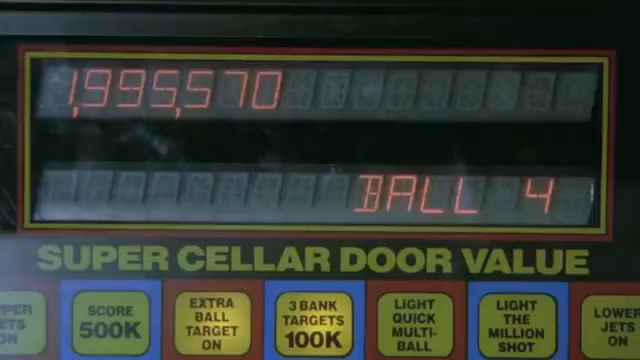 1,995,570
BALL 4
SUPER CELLAR DOOR VALUE
SCORE
500K
EXTRA
BALL
TARGET
ON
3 BANK
TARGETS
100K
LIGHT
QUICK
MULTI-
BALL
LIGHT
THE
MILLION
SHOT
LOWER
JETS
ON